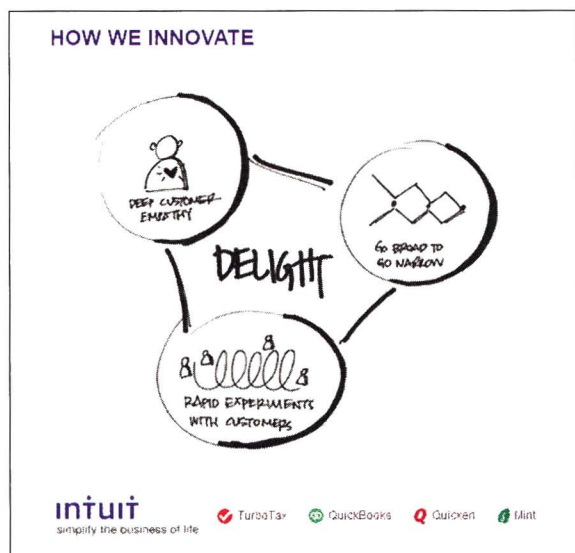 HOW WE INNOVATE
DEEP CUSTOMER
EMPATHY
GO BROAD TO
GO NARROW
DELIGHT
RAPID EXPERIMENTS
WITH CUSTOMERS
intuit
simplify the business of life
TurboTax
QuickBooks
Quicken
Mint